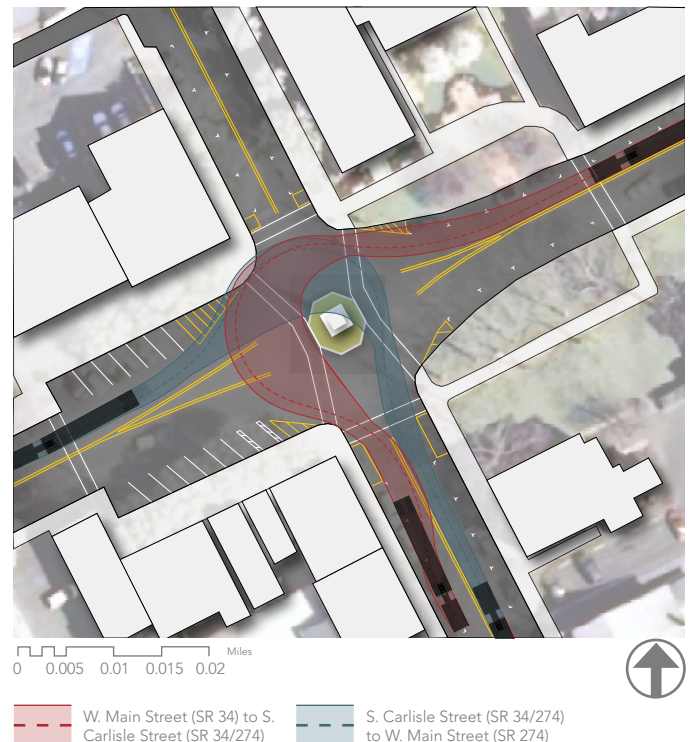 Miles
0 0.005 0.01 0.015 0.02
W. Main Street (SR 34) to S.
Carlisle Street (SR 34/274)
S. Carlisle Street (SR 34/274)
to W. Main Street (SR 274)